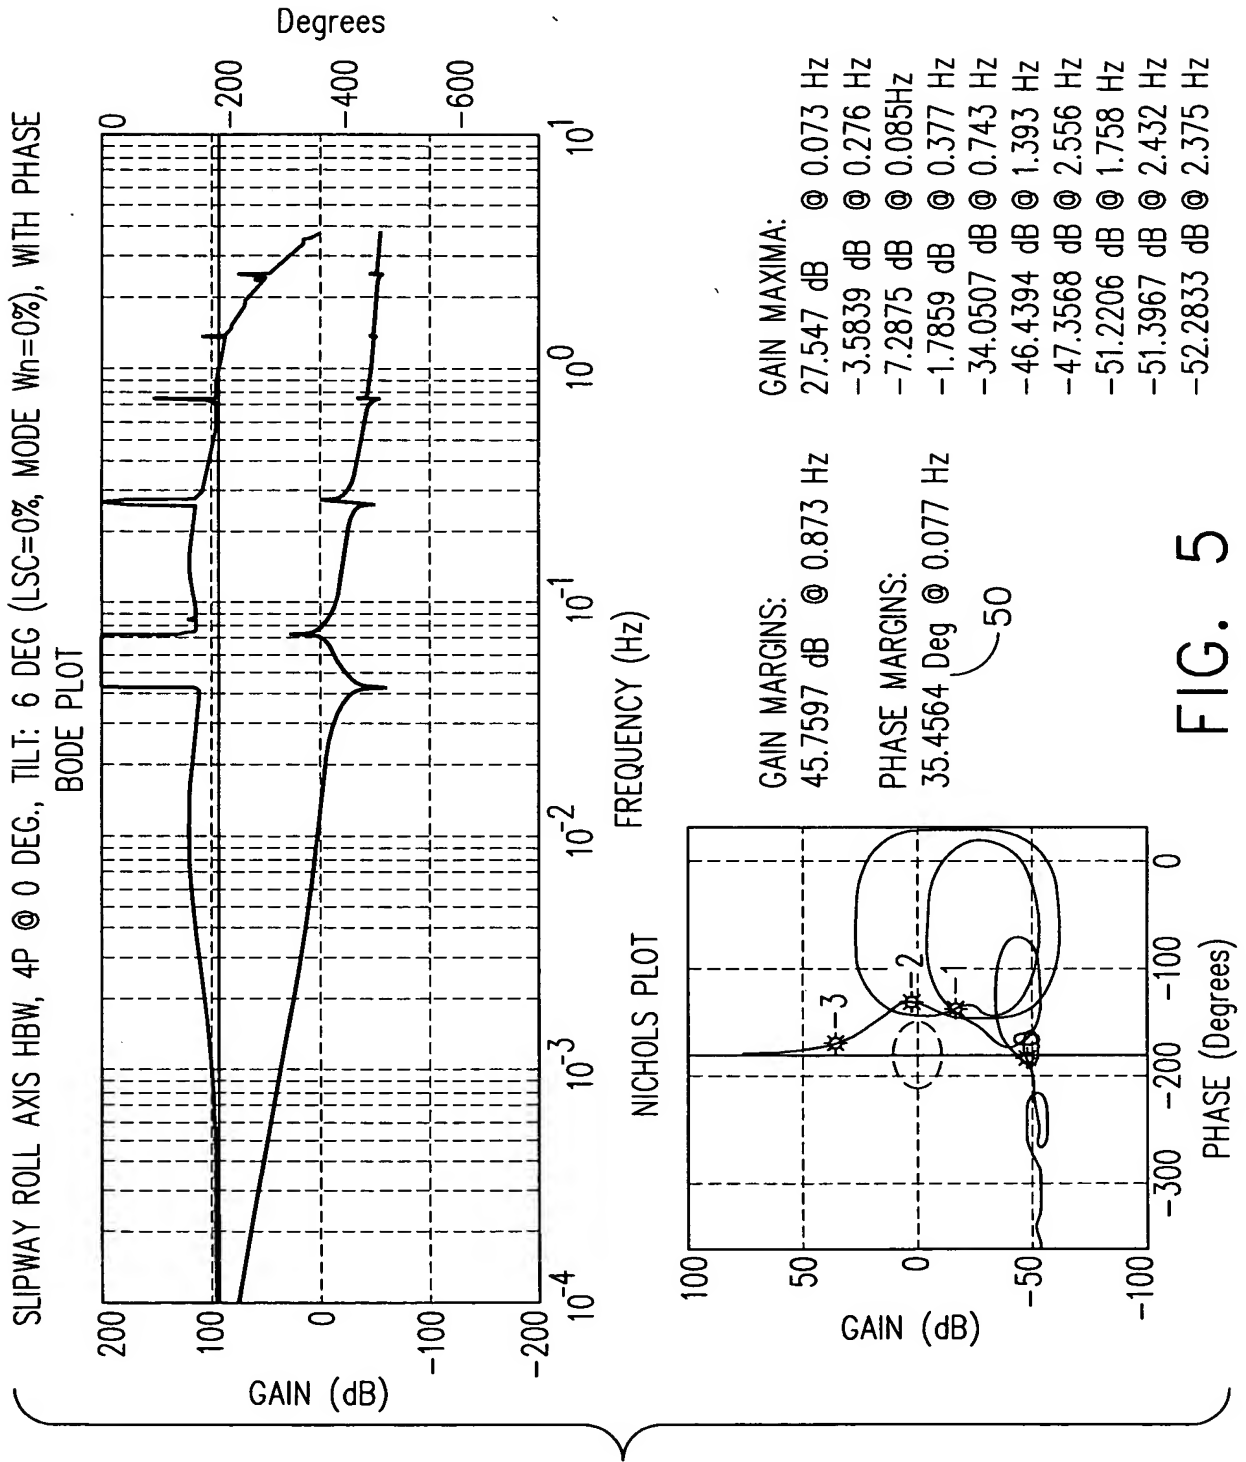 SLIPWAY ROLL AXIS HBW, 4P @ 0 DEG., TILT: 6 DEG (LSC=0%, MODE Wn=0%), WITH PHASE
BODE PLOT
200
100
0
-100
-200
GAIN (dB)
0
-200
-400
-600
Degrees
10-4
10-3
10-2
10-1
100
101
FREQUENCY (Hz)
NICHOLS PLOT
100
50
0
-50
-100
GAIN (dB)
-3
-2
-1
-300
-200
-100
0
PHASE (Degrees)
GAIN MARGINS:
45.7597 dB @ 0.873 Hz
PHASE MARGINS:
35.4564 Deg @ 0.077 Hz
50
GAIN MAXIMA:
27.547 dB @ 0.073 Hz
-3.5839 dB @ 0.276 Hz
-7.2875 dB @ 0.085Hz
-1.7859 dB @ 0.377 Hz
-34.0507 dB @ 0.743 Hz
-46.4394 dB @ 1.393 Hz
-47.3568 dB @ 2.556 Hz
-51.2206 dB @ 1.758 Hz
-51.3967 dB @ 2.432 Hz
-52.2833 dB @ 2.375 Hz
FIG. 5